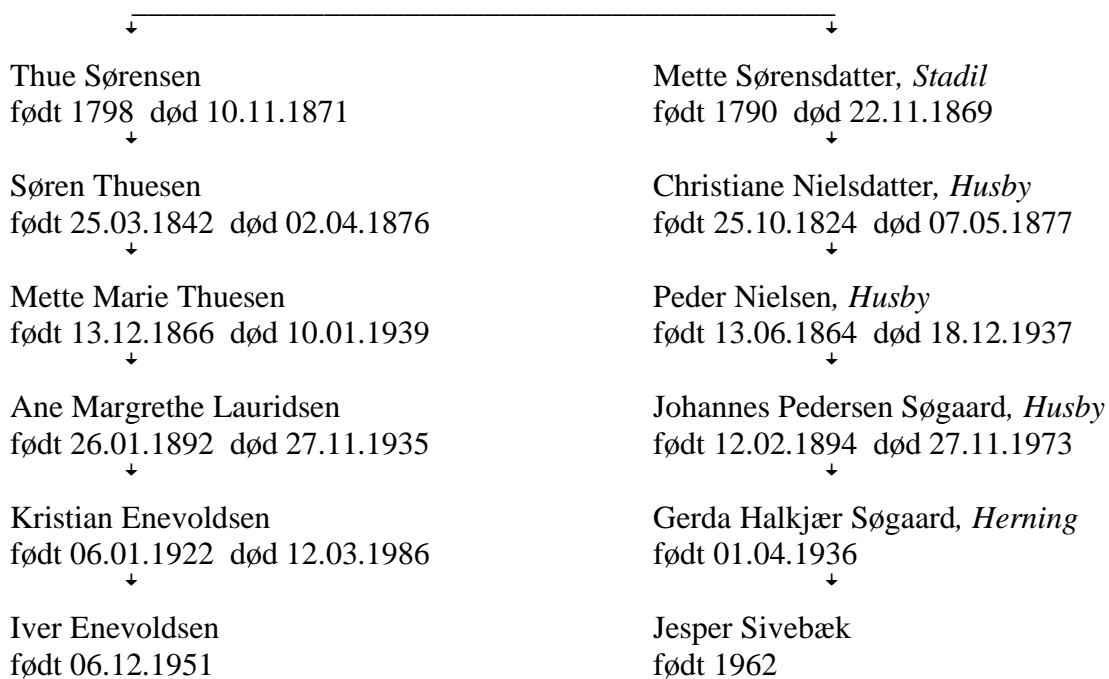 Thue Sørensen
født 1798 død 10.11.1871
Mette Sørensdatter, Stadil
født 1790 død 22.11.1869
Søren Thuesen
født 25.03.1842 død 02.04.1876
Christiane Nielsdatter, Husby
født 25.10.1824 død 07.05.1877
Mette Marie Thuesen
født 13.12.1866 død 10.01.1939
Peder Nielsen, Husby
født 13.06.1864 død 18.12.1937
Ane Margrethe Lauridsen
født 26.01.1892 død 27.11.1935
Johannes Pedersen Søgaard, Husby
født 12.02.1894 død 27.11.1973
Kristian Enevoldsen
født 06.01.1922 død 12.03.1986
Gerda Halkjær Søgaard, Herning
født 01.04.1936
Iver Enevoldsen
født 06.12.1951
Jesper Sivebæk
født 1962